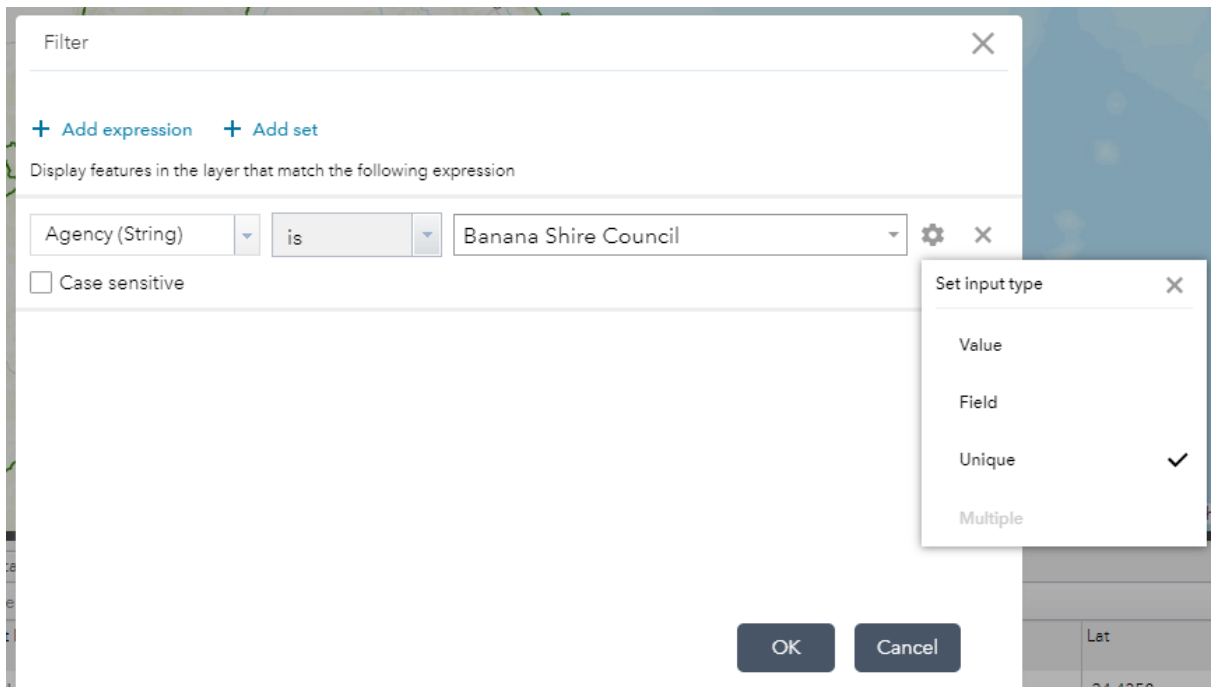 Filter
+ Add expression + Add set
Display features in the layer that match the following expression
Agency (String) is Banana Shire Council
Case sensitive
Set input type
Value
Field
Unique
Multiple
OK Cancel
Lat